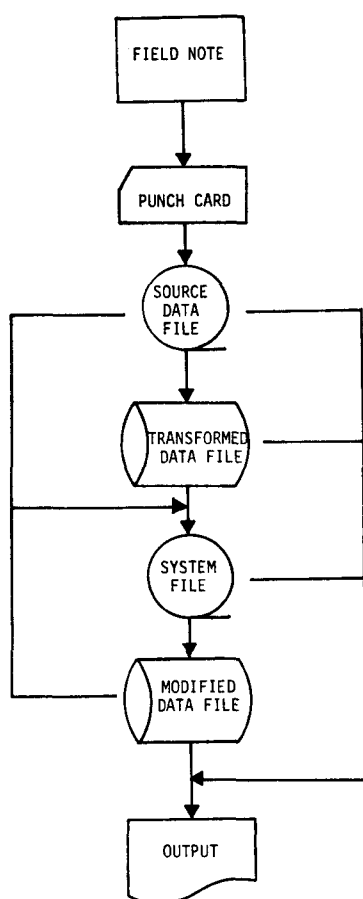 FIELD NOTE
PUNCH CARD
SOURCE
DATA
FILE
TRANSFORMED
DATA FILE
SYSTEM
FILE
MODIFIED
DATA FILE
OUTPUT